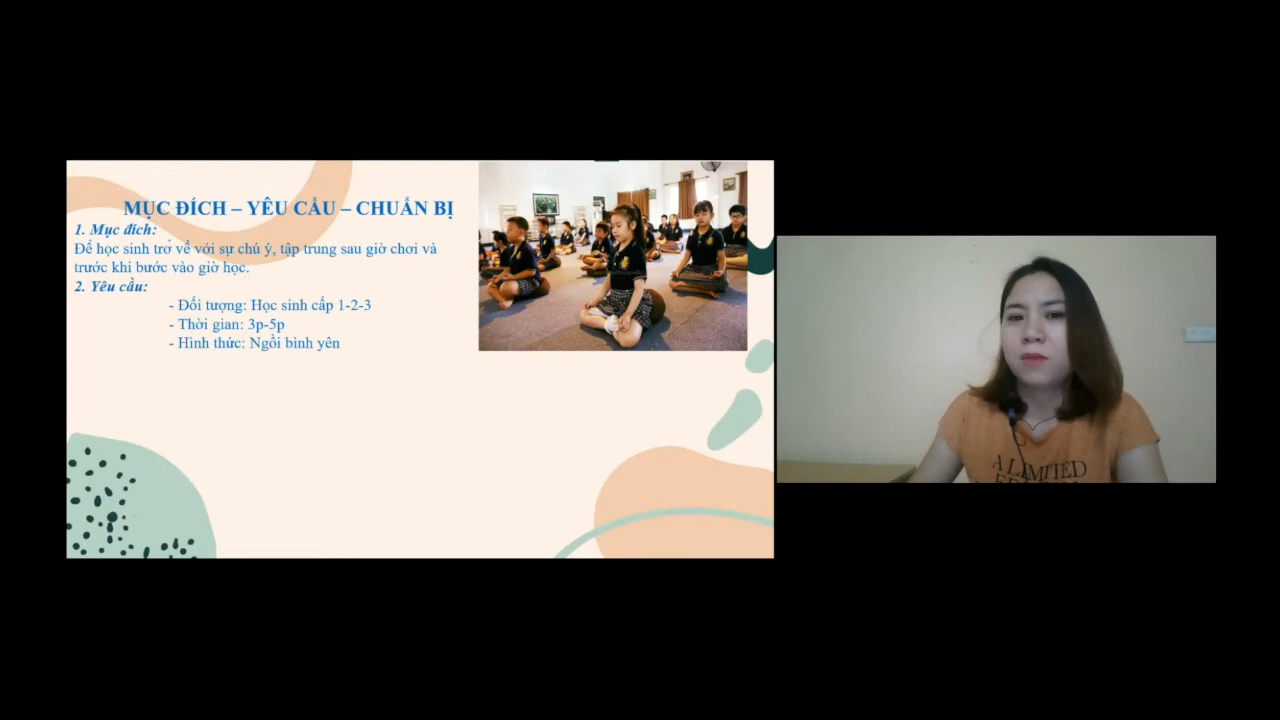 MỤC ĐÍCH – YÊU CẦU – CHUẨN BỊ
1. Mục đích:
Để học sinh trở về với sự chú ý, tập trung sau giờ chơi và
trước khi bước vào giờ học.
2. Yêu cầu:
- Đối tượng: Học sinh cấp 1-2-3
- Thời gian: 3p-5p
- Hình thức: Ngồi bình yên
A LIMITED